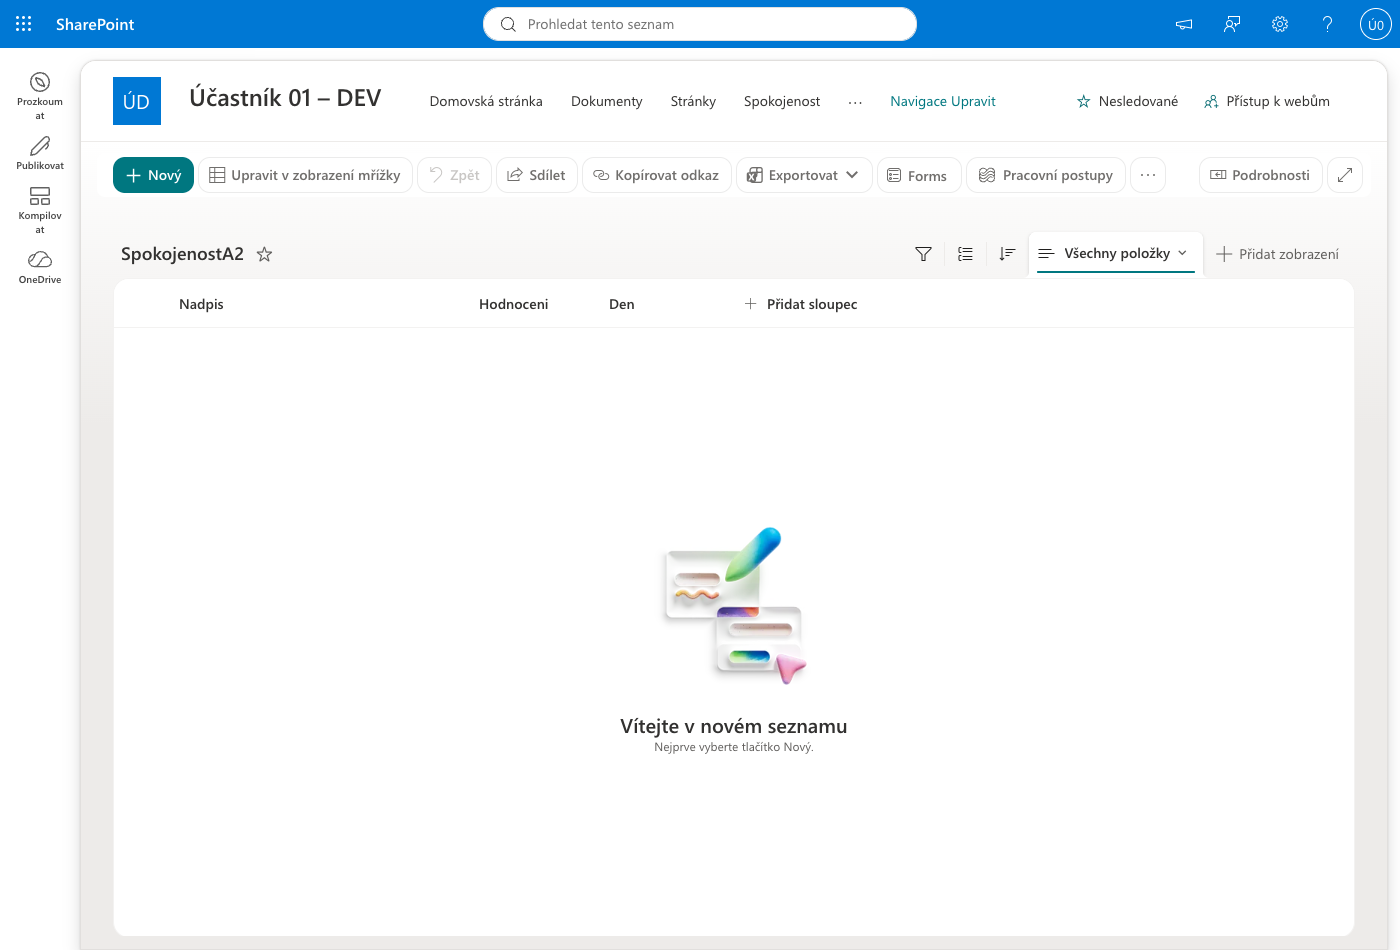 SharePoint
Prohledat tento seznam
Ú0
Prozkoum
at
Publikovat
Kompilov
at
OneDrive
ÚD
Účastník 01 – DEV
Domovská stránka
Dokumenty
Stránky
Spokojenost
...
Navigace Upravit
Nesledované
Přístup k webům
Nový
Upravit v zobrazení mřížky
Zpět
Sdílet
Kopírovat odkaz
Exportovat
Forms
Pracovní postupy
...
Podrobnosti
SpokojenostA2
Všechny položky
Přidat zobrazení
Nadpis
Hodnoceni
Den
Přidat sloupec
Vítejte v novém seznamu
Nejprve vyberte tlačítko Nový.